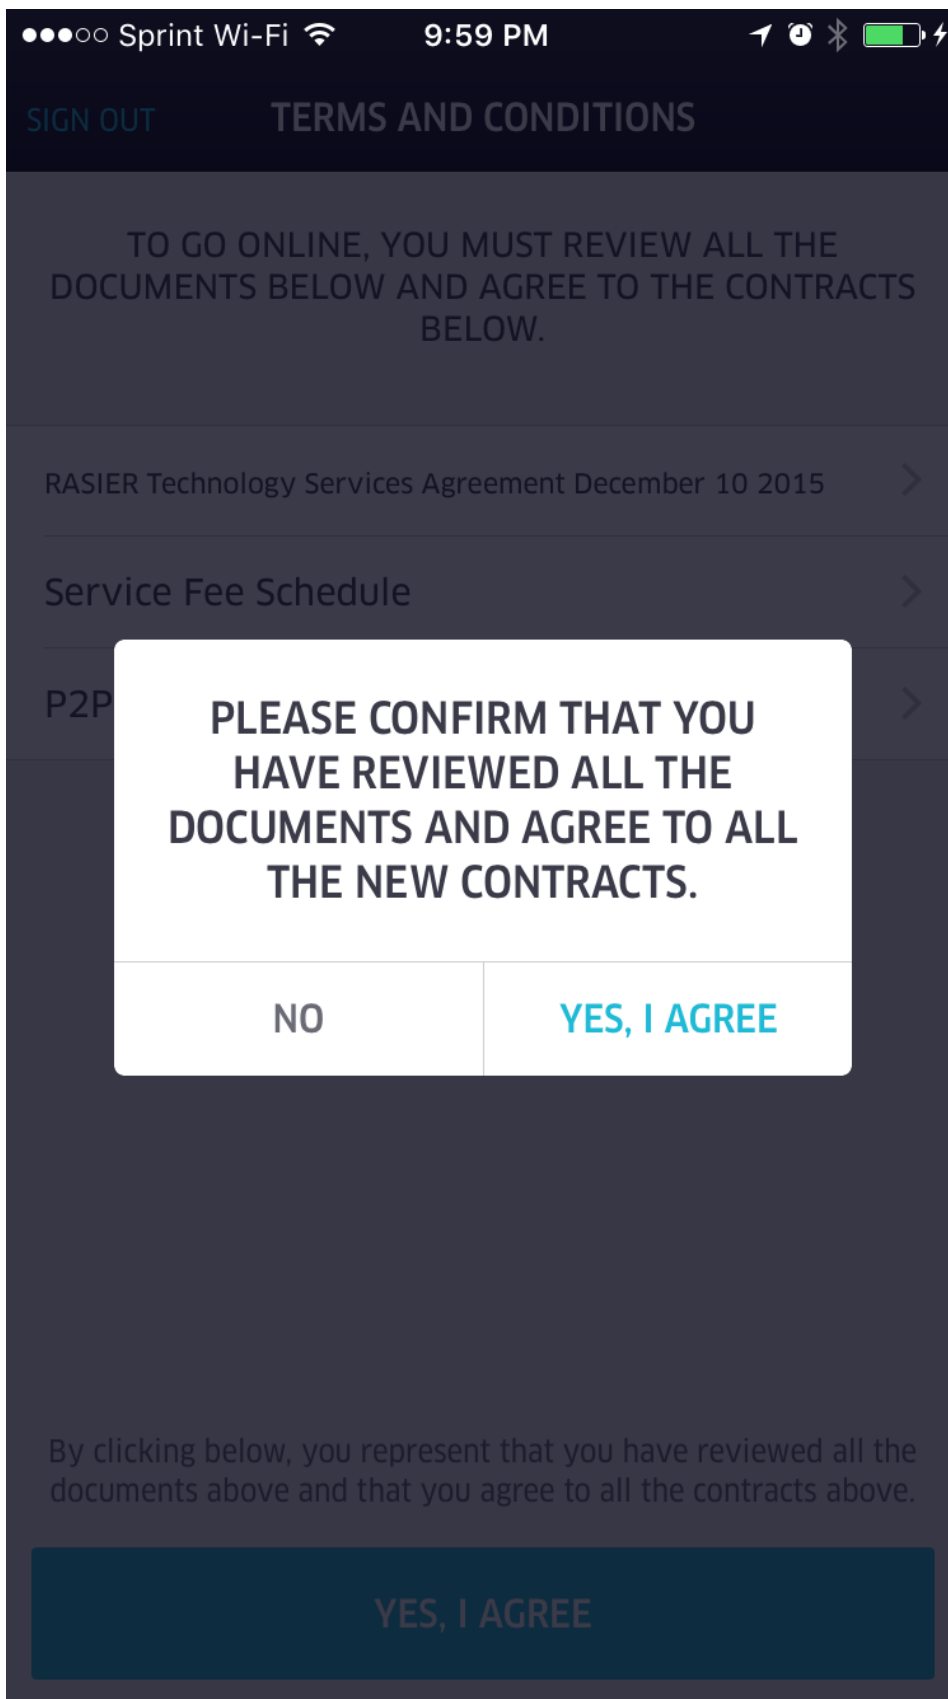 Sprint Wi-Fi 9:59 PM
SIGN OUT TERMS AND CONDITIONS
TO GO ONLINE, YOU MUST REVIEW ALL THE
DOCUMENTS BELOW AND AGREE TO THE CONTRACTS
BELOW.
RASIER Technology Services Agreement December 10 2015
Service Fee Schedule
P2P
PLEASE CONFIRM THAT YOU
HAVE REVIEWED ALL THE
DOCUMENTS AND AGREE TO ALL
THE NEW CONTRACTS.
NO YES, I AGREE
By clicking below, you represent that you have reviewed all the
documents above and that you agree to all the contracts above.
YES, I AGREE